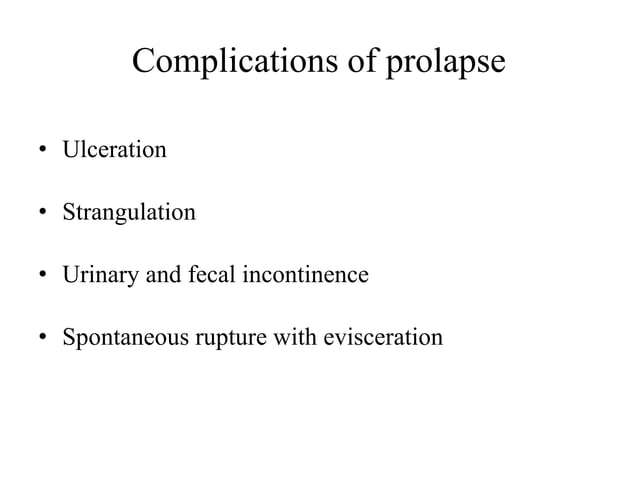 Complications of prolapse
• Ulceration
• Strangulation
• Urinary and fecal incontinence
• Spontaneous rupture with evisceration